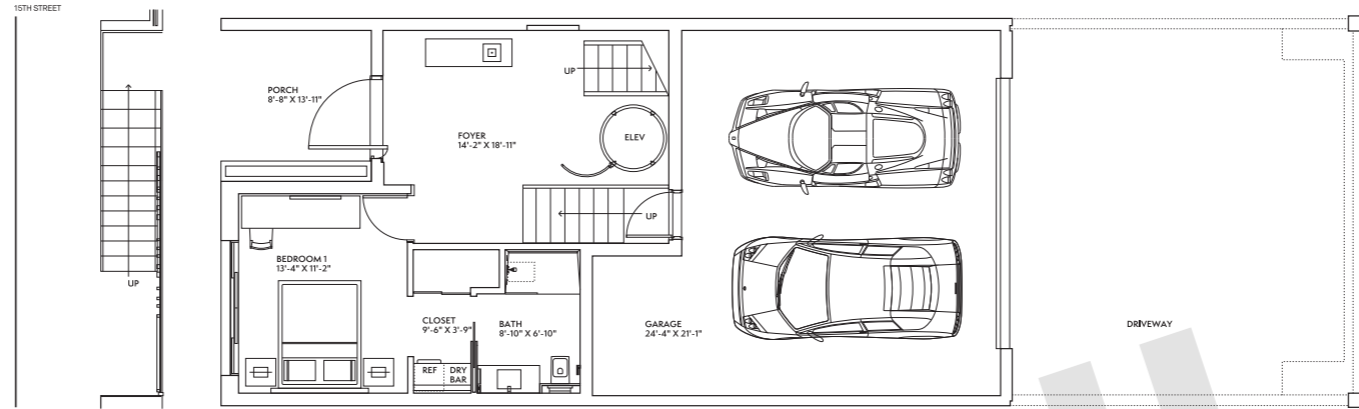 15TH STREET
UP
PORCH
8'-8" X 13'-11"
FOYER
14'-2" X 18'-11"
UP
ELEV
UP
BEDROOM 1
13'-4" X 11'-2"
CLOSET
9'-6" X 3'-9"
BATH
8'-10" X 6'-10"
REF
DRY
BAR
GARAGE
24'-4" X 21'-1"
DRIVEWAY